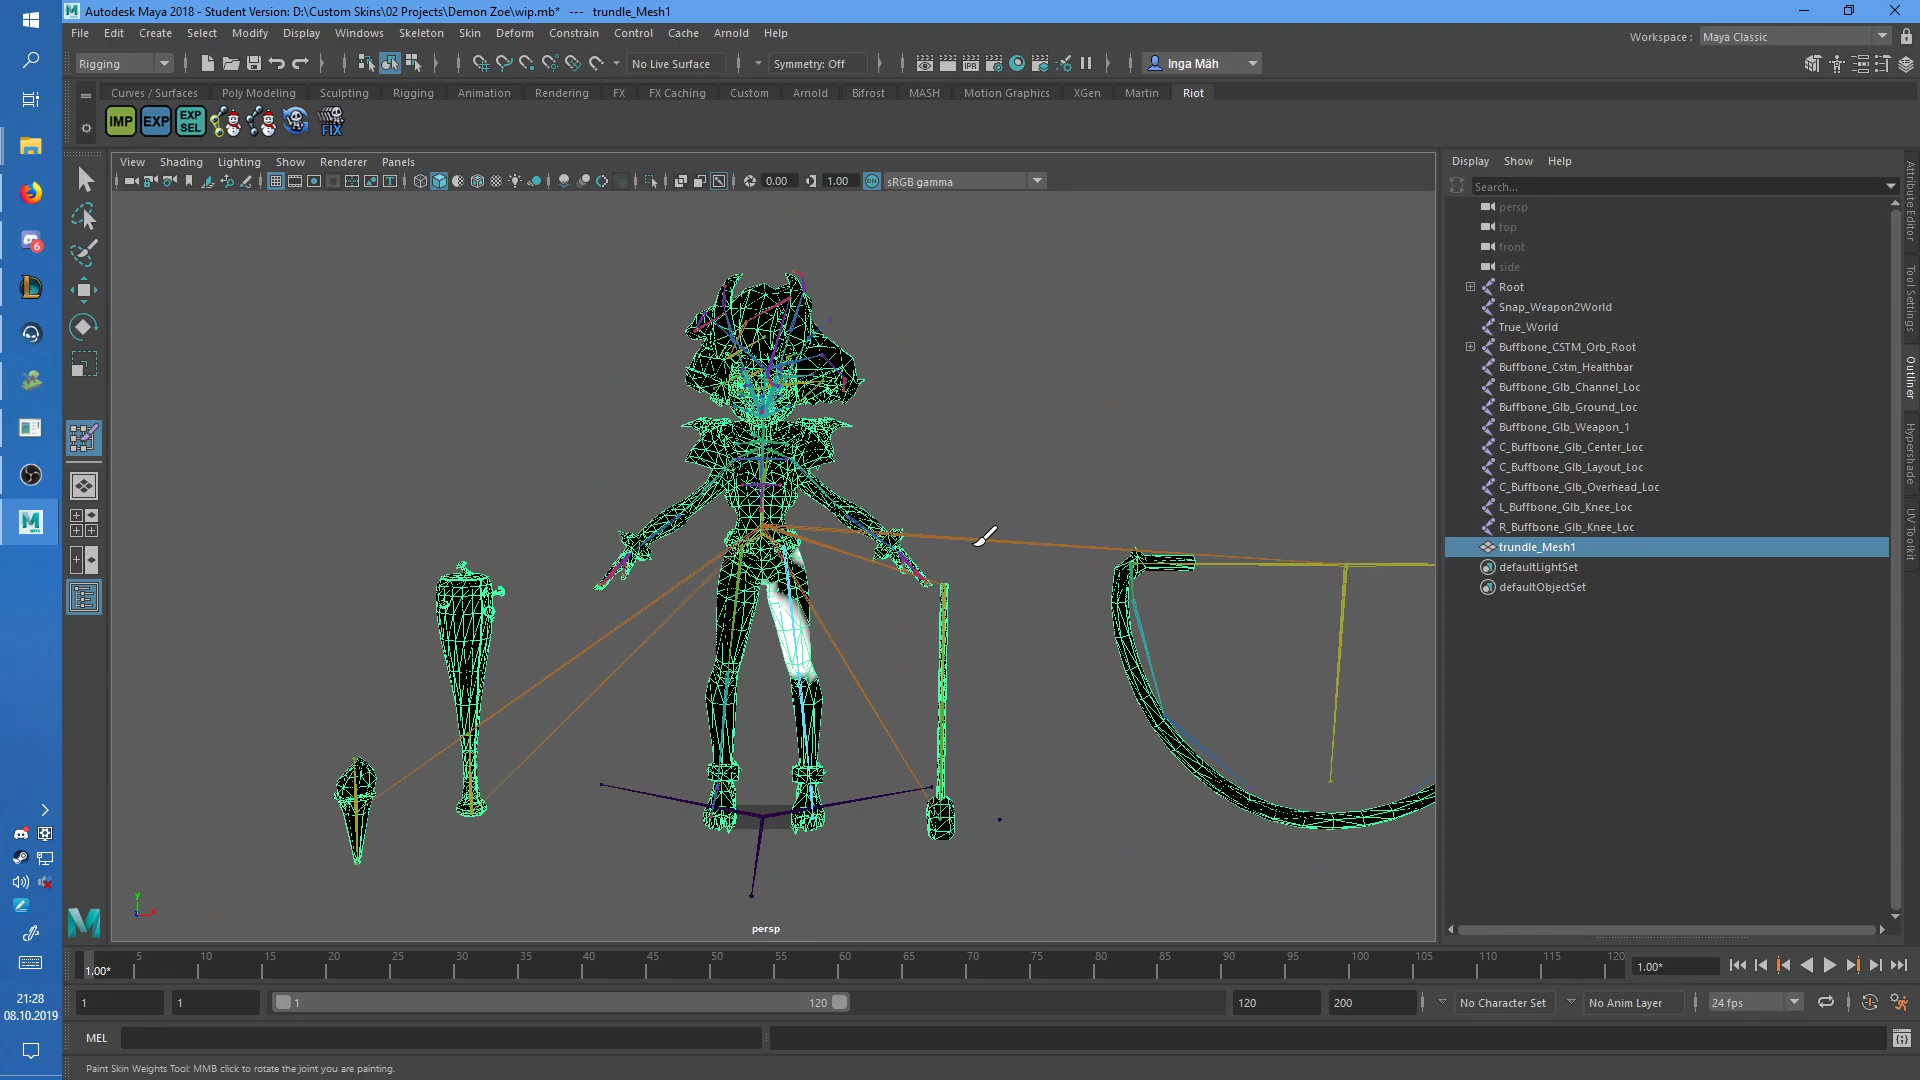 Autodesk Maya 2018 - Student Version: D:\Custom Skins\02 Projects\Demon Zoe\wip.mb*   ---   trundle_Mesh1
File Edit Create Select Modify Display Windows Skeleton Skin Deform Constrain Control Cache Arnold Help
Workspace : Maya Classic
Rigging
No Live Surface
Symmetry: Off
Inga Mäh
Curves / Surfaces Poly Modeling Sculpting Rigging Animation Rendering FX FX Caching Custom Arnold Bifrost MASH Motion Graphics XGen Martin Riot
IMP EXP EXP SEL FIX
View Shading Lighting Show Renderer Panels
0.00 1.00 ON sRGB gamma
Display Show Help
Search...
persp
top
front
side
Root
Snap_Weapon2World
True_World
Buffbone_CSTM_Orb_Root
Buffbone_Cstm_Healthbar
Buffbone_Glb_Channel_Loc
Buffbone_Glb_Ground_Loc
Buffbone_Glb_Weapon_1
C_Buffbone_Glb_Center_Loc
C_Buffbone_Glb_Layout_Loc
C_Buffbone_Glb_Overhead_Loc
L_Buffbone_Glb_Knee_Loc
R_Buffbone_Glb_Knee_Loc
trundle_Mesh1
defaultLightSet
defaultObjectSet
Attribute Editor
Tool Settings
Outliner
Hypershade
UV Toolkit
persp
5 10 15 20 25 30 35 40 45 50 55 60 65 70 75 80 85 90 95 100 105 110 115 120
1.00*
1.00*
1 1 1 120 120 200 No Character Set No Anim Layer 24 fps
MEL
Paint Skin Weights Tool: MMB click to rotate the joint you are painting.
6
21:28
08.10.2019